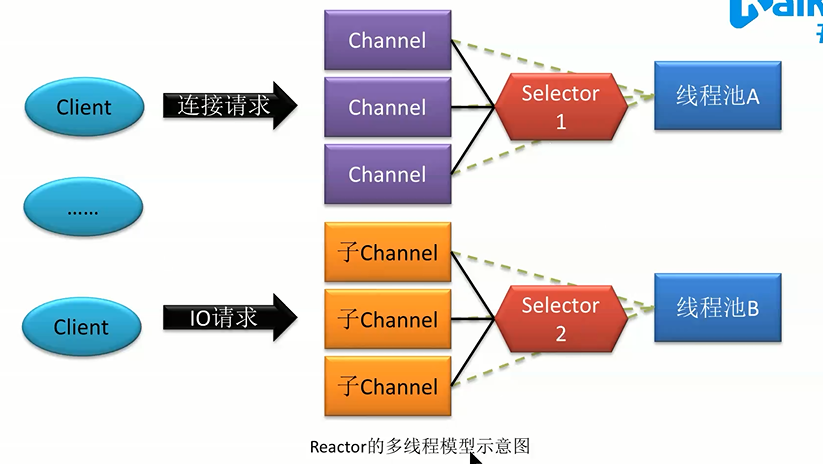 Channel
Client
连接请求
Channel
Selector
1
线程池A
Channel
……
子Channel
Client
IO请求
子Channel
Selector
2
线程池B
子Channel
Reactor的多线程模型示意图